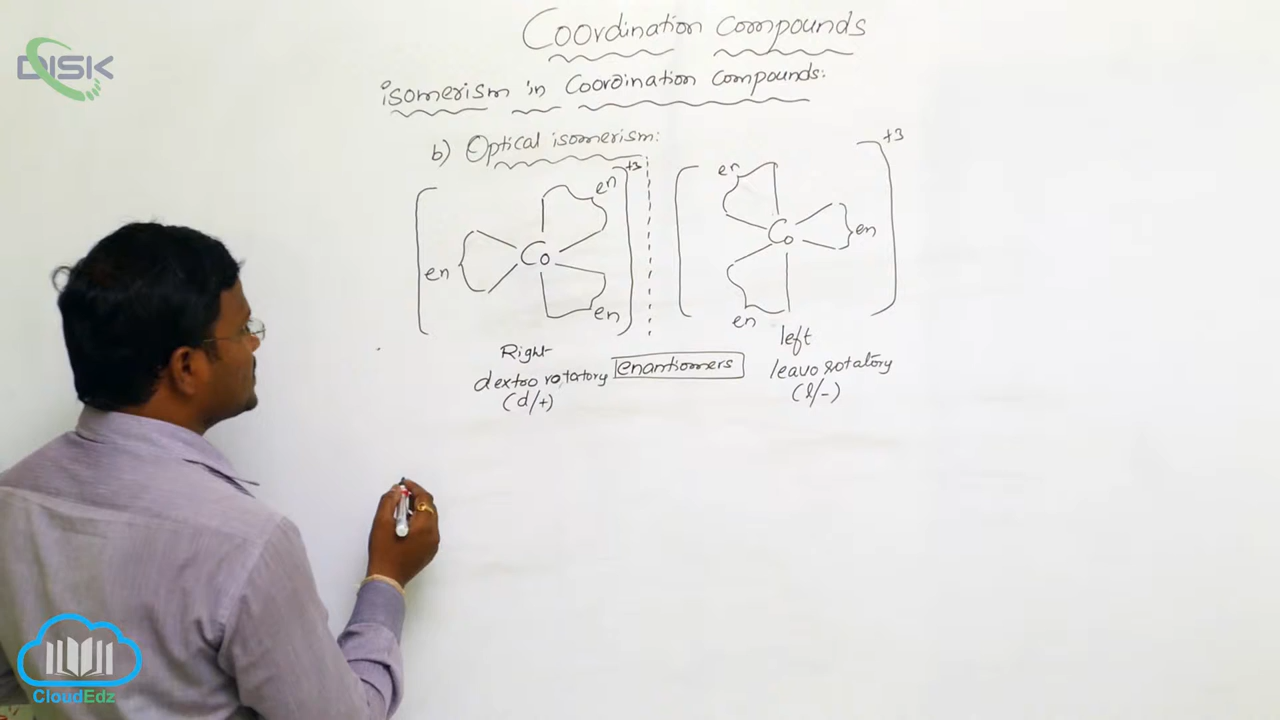 DISK
Coordination Compounds
isomerism in Coordination Compounds:
b) Optical isomerism:
+3
+3
en
en
en
Co
en
en
Co
en
Right
dextro rotatory
(d/+)
enantiomers
left
leavo rotatory
(l/-)
CloudEdz